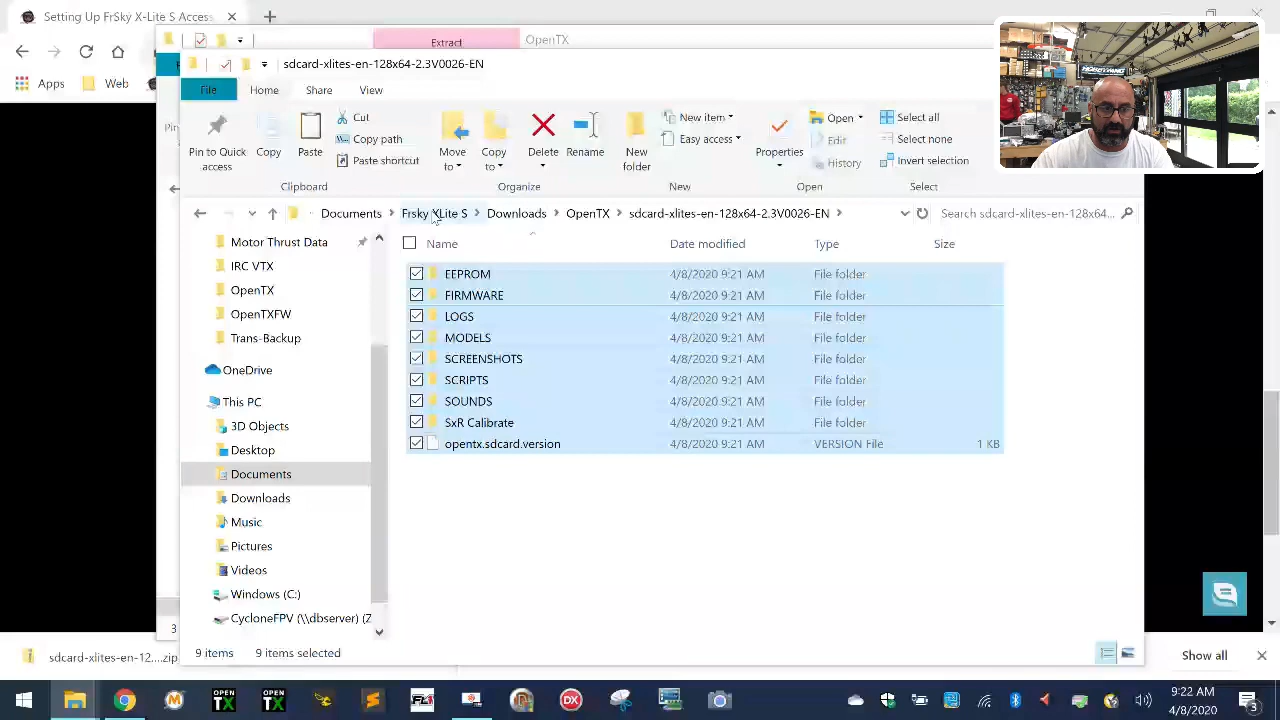 Setting Up FrSky X-Lite S Access
Extract
OpenTX
Apps
Web
sdcard-xlites-en-128x64-2.3V0026-EN
File
Home
Share
View
Pin to Quick access
Copy
Cut
Copy path
Paste shortcut
Clipboard
Move to
Copy to
Delete
Rename
Organize
New folder
New item
Easy access
New
Properties
Open
Edit
History
Open
Select all
Select none
Invert selection
Select
HOBBYWING
Documents
Downloads
OpenTX
sdcard-xlites-en-128x64-2.3V0026-EN
Search sdcard-xlites-en-128x64...
Name
Date modified
Type
Size
EEPROM 4/8/2020 9:21 AM File folder
FIRMWARE 4/8/2020 9:21 AM File folder
LOGS 4/8/2020 9:21 AM File folder
MODELS 4/8/2020 9:21 AM File folder
SCREENSHOTS 4/8/2020 9:21 AM File folder
SCRIPTS 4/8/2020 9:21 AM File folder
SOUNDS 4/8/2020 9:21 AM File folder
SxR Calibrate 4/8/2020 9:21 AM File folder
opentx.sdcard.version 4/8/2020 9:21 AM VERSION File 1 KB
Motor Thrust Data
IRC VTX
OpenTX
OpenTXFW
Trans-Backup
OneDrive
This PC
3D Objects
Desktop
Documents
Downloads
Music
Pictures
Videos
Windows (C:)
CycloneFPV (\\dbserver) (Z
9 items
9 items selected
sdcard-xlites-en-12....zip
Show all
OPEN TX
OPEN TX
DK
9:22 AM
4/8/2020
3